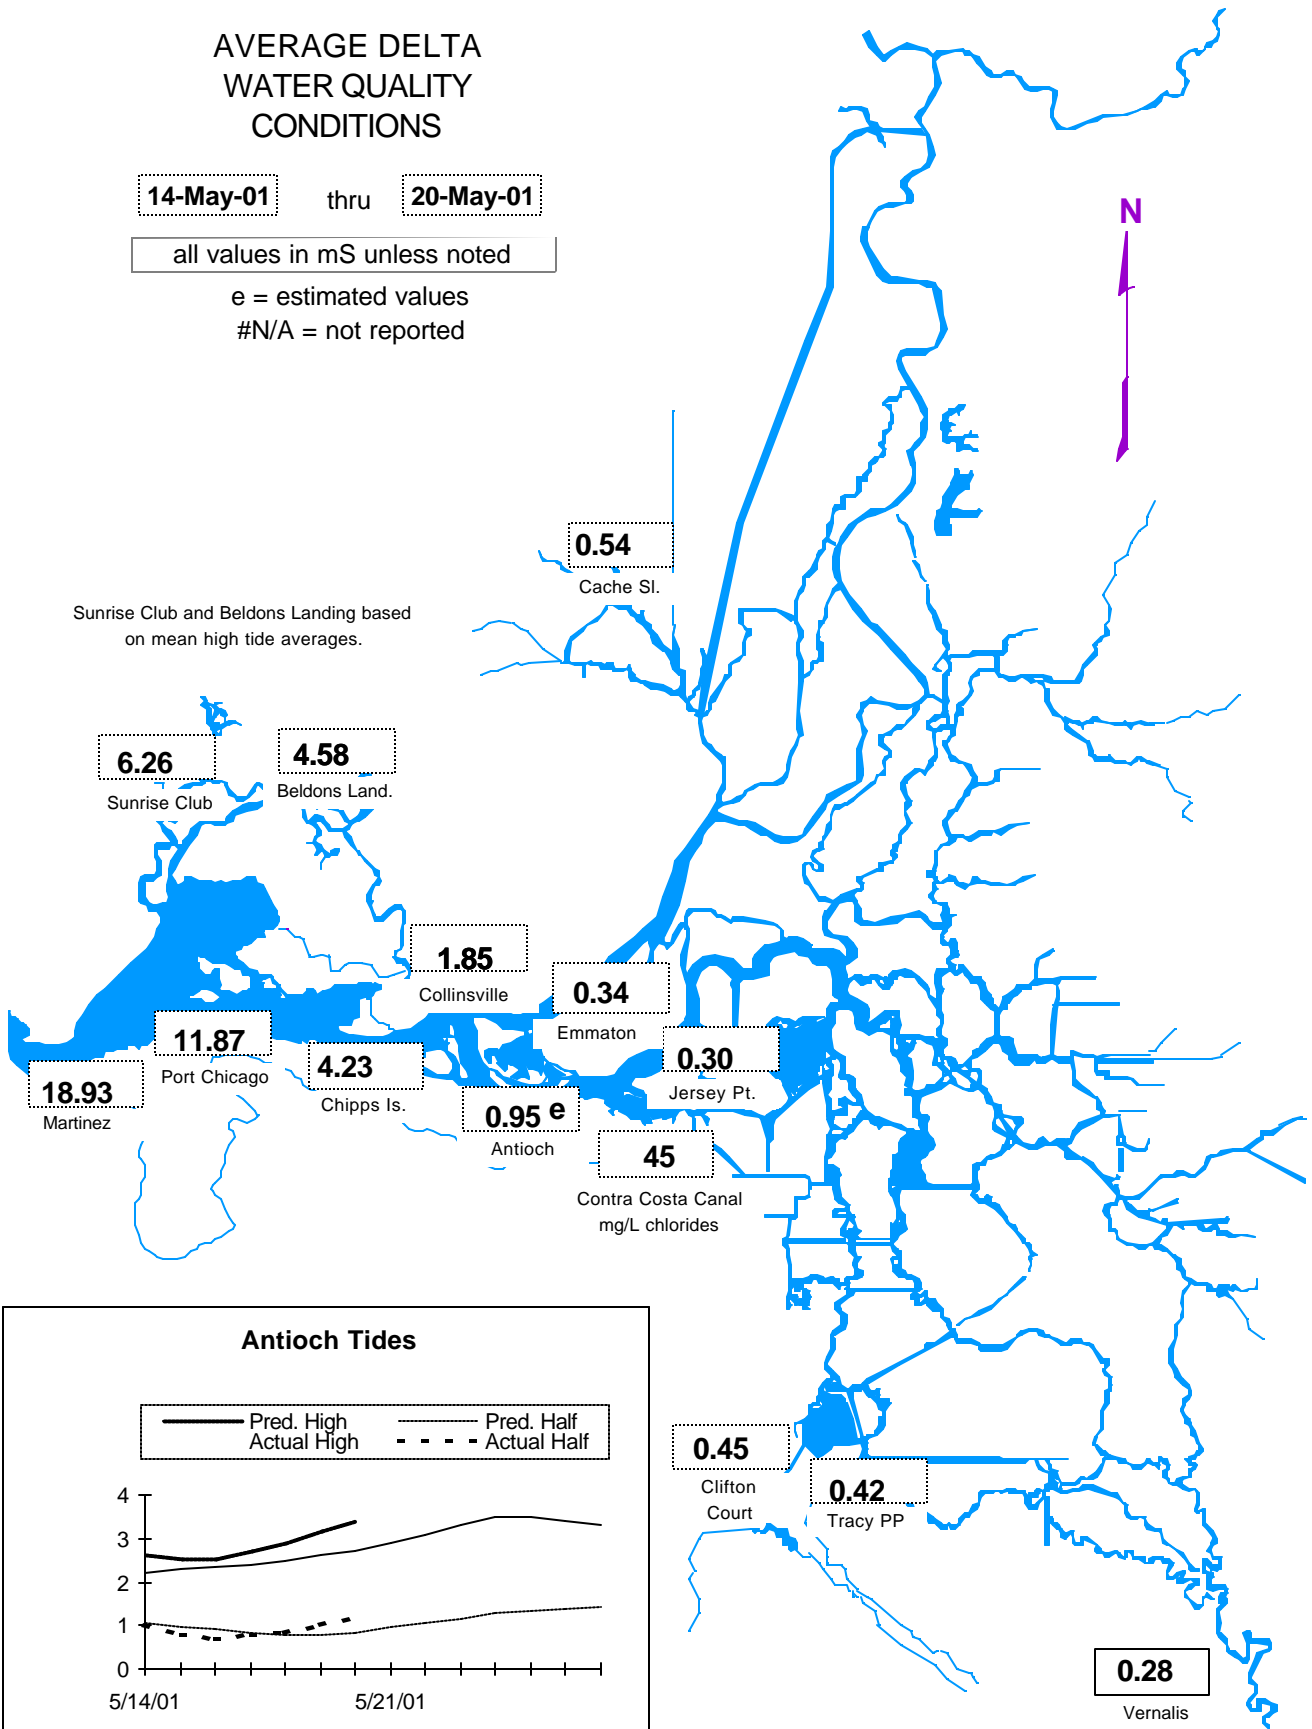 AVERAGE DELTA
WATER QUALITY
CONDITIONS
14-May-01 thru 20-May-01
all values in mS unless noted
e = estimated values
#N/A = not reported
N
0.54
Cache Sl.
Sunrise Club and Beldons Landing based
on mean high tide averages.
6.26
Sunrise Club
4.58
Beldons Land.
1.85
Collinsville
0.34
Emmaton
11.87
Port Chicago
4.23
Chipps Is.
0.30
Jersey Pt.
18.93
Martinez
0.95 e
Antioch
45
Contra Costa Canal
mg/L chlorides
Antioch Tides
Pred. High Pred. Half
Actual High Actual Half
4
3
2
1
0
5/14/01 5/21/01
0.45
Clifton
Court
0.42
Tracy PP
0.28
Vernalis